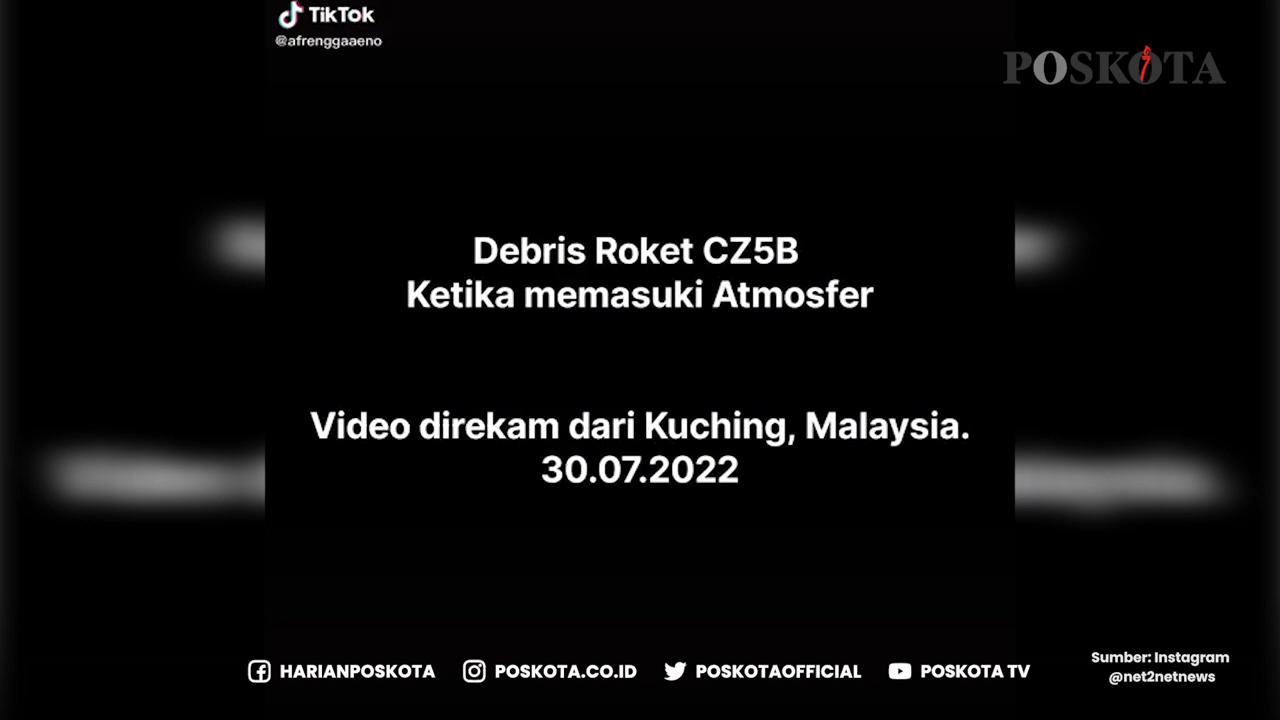 TikTok
@afrenggaaeno
POSKOTA
Debris Roket CZ5B
Ketika memasuki Atmosfer
Video direkam dari Kuching, Malaysia.
30.07.2022
HARIANPOSKOTA
POSKOTA.CO.ID
POSKOTAOFFICIAL
POSKOTA TV
Sumber: Instagram
@net2netnews